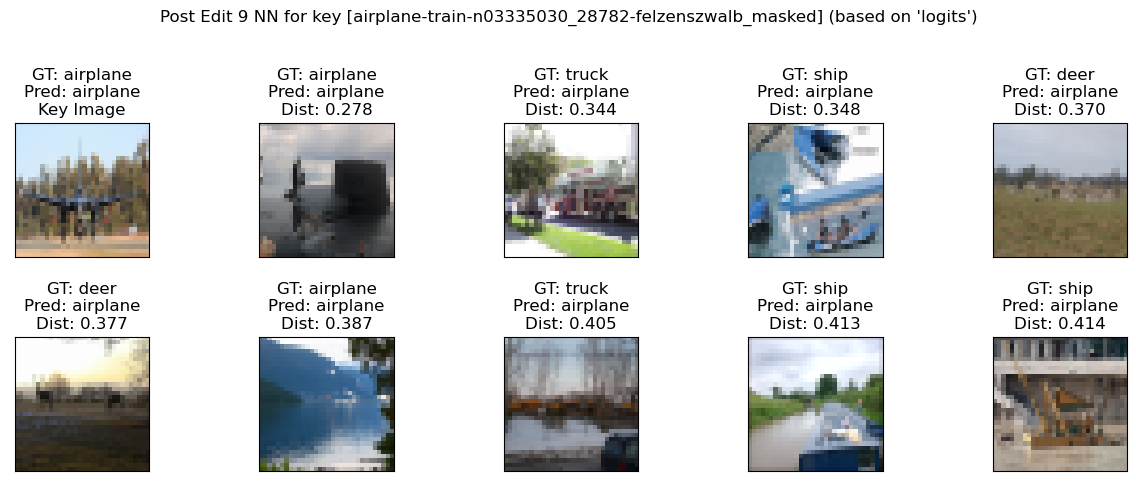 Post Edit 9 NN for key [airplane-train-n03335030_28782-felzenszwalb_masked] (based on 'logits')
GT: airplane
Pred: airplane
Key Image
GT: airplane
Pred: airplane
Dist: 0.278
GT: truck
Pred: airplane
Dist: 0.344
GT: ship
Pred: airplane
Dist: 0.348
GT: deer
Pred: airplane
Dist: 0.370
GT: deer
Pred: airplane
Dist: 0.377
GT: airplane
Pred: airplane
Dist: 0.387
GT: truck
Pred: airplane
Dist: 0.405
GT: ship
Pred: airplane
Dist: 0.413
GT: ship
Pred: airplane
Dist: 0.414